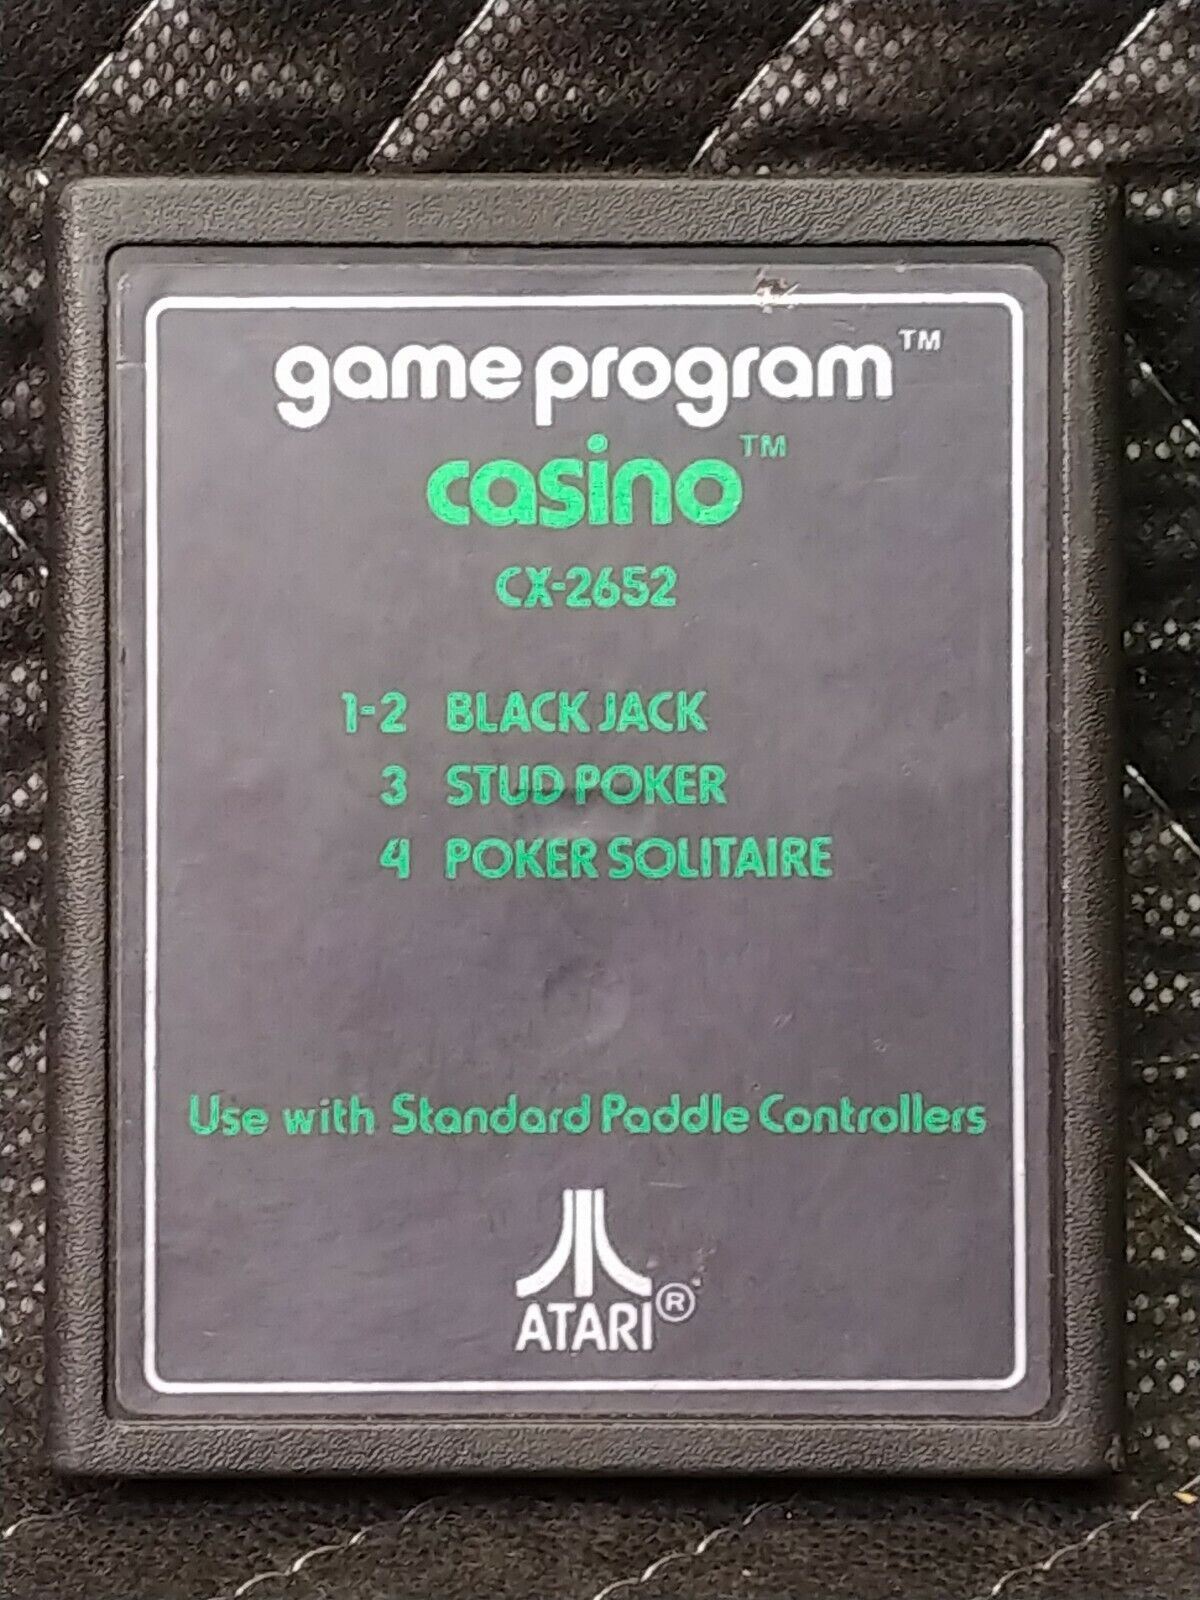 game program™
casino™
CX-2652
1-2 BLACK JACK
3 STUD POKER
4 POKER SOLITAIRE
Use with Standard Paddle Controllers
ATARI®